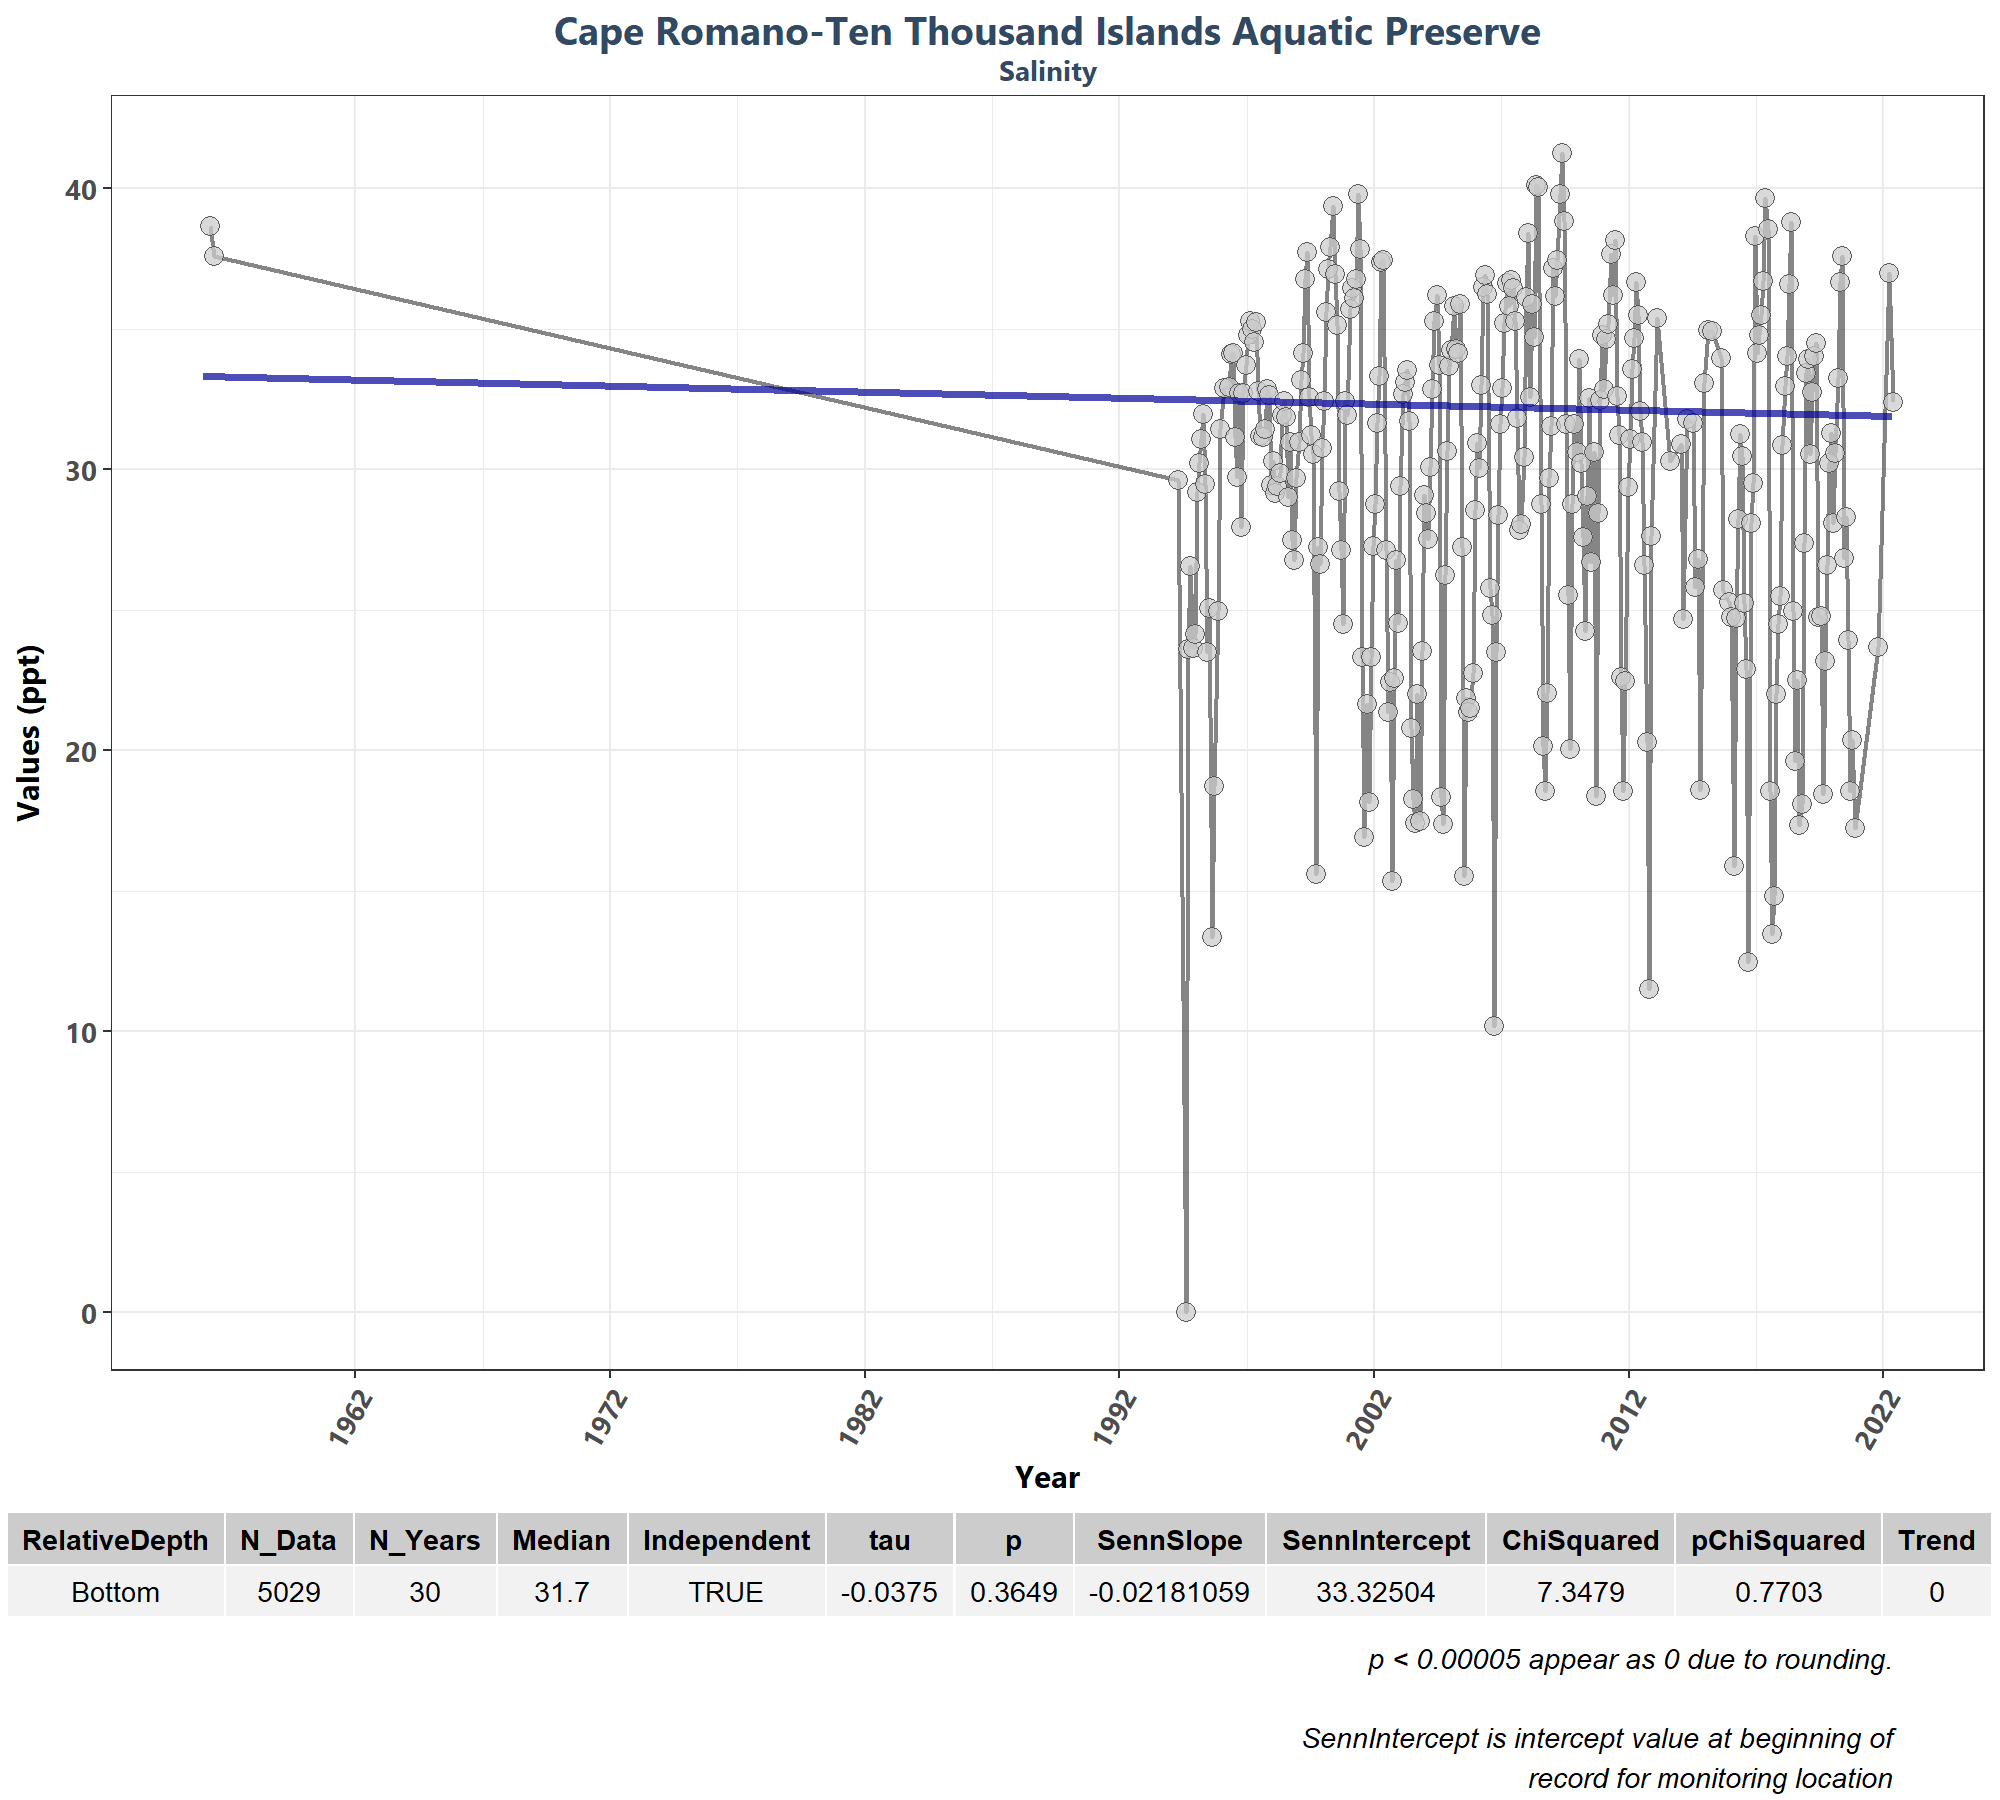 Cape Romano-Ten Thousand Islands Aquatic Preserve
Salinity
Values (ppt)
40
30
20
10
0
1962 1972 1982 1992 2002 2012 2022
Year
RelativeDepth N_Data N_Years Median Independent tau p SennSlope SennIntercept ChiSquared pChiSquared Trend
Bottom 5029 30 31.7 TRUE -0.0375 0.3649 -0.02181059 33.32504 7.3479 0.7703 0
p < 0.00005 appear as 0 due to rounding.
SennIntercept is intercept value at beginning of
record for monitoring location